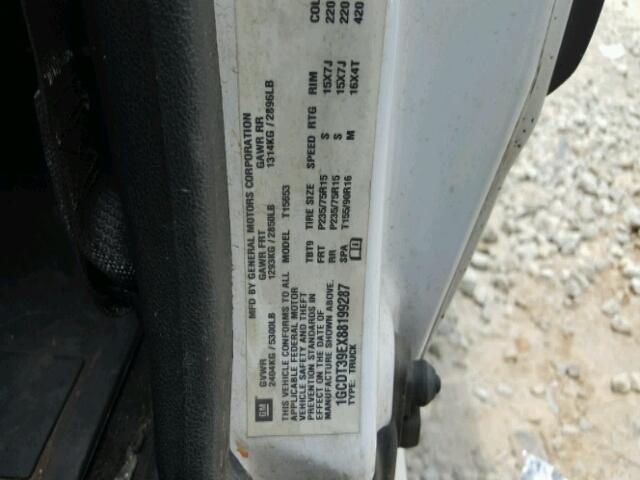 MFD BY GENERAL MOTORS CORPORATION
GM
GVWR GAWR FRT GAWR RR
2404KG/5300LB 1293KG/2850LB 1314KG/2896LB
THIS VEHICLE CONFORMS TO ALL MODEL T15653
APPLICABLE FEDERAL MOTOR
VEHICLE SAFETY AND THEFT
PREVENTION STANDARDS IN
EFFECT ON THE DATE OF
MANUFACTURE SHOWN ABOVE.
1GCDT39EX88199287
TYPE: TRUCK
TBT9 TIRE SIZE SPEED RTG RIM
FRT P235/75R15 S 15X7J 220
RR P235/75R15 S 15X7J 220
SPA T155/90R16 M 16X4T 420